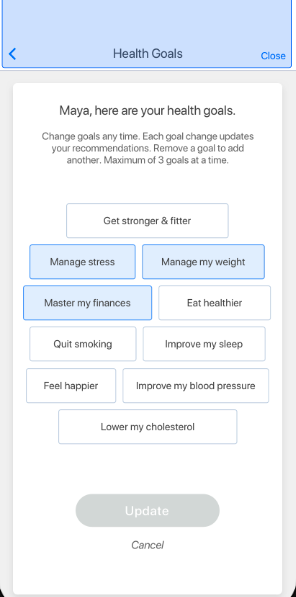 Health Goals
Close
Maya, here are your health goals.
Change goals any time. Each goal change updates
your recommendations. Remove a goal to add
another. Maximum of 3 goals at a time.
Get stronger & fitter
Manage stress
Manage my weight
Master my finances
Eat healthier
Quit smoking
Improve my sleep
Feel happier
Improve my blood pressure
Lower my cholesterol
Update
Cancel